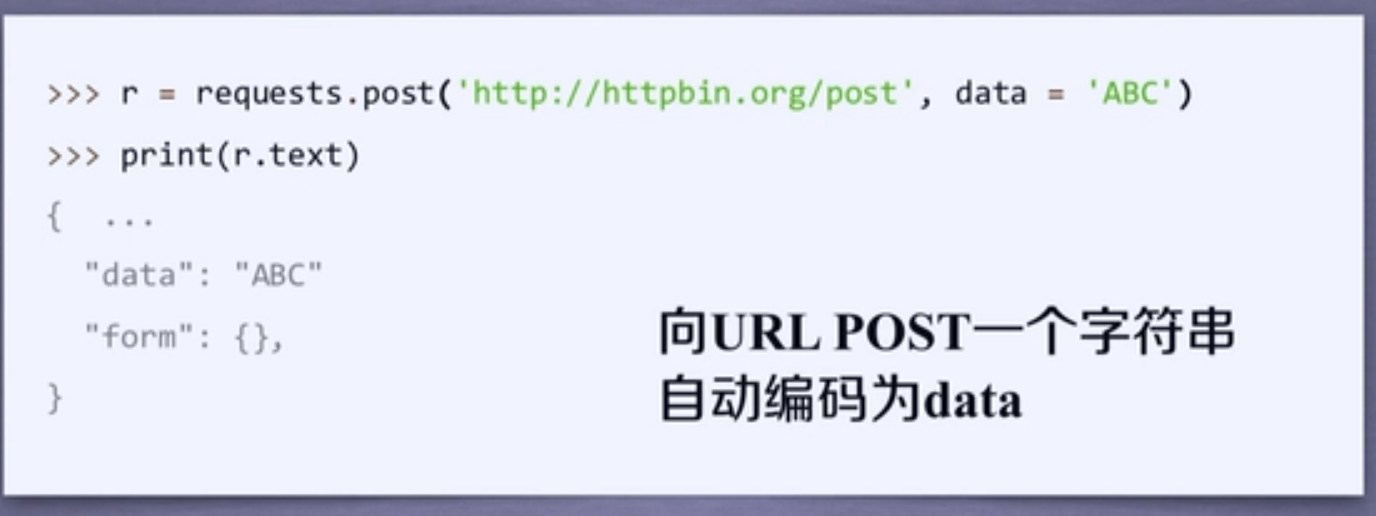 >>> r = requests.post('http://httpbin.org/post', data = 'ABC')
>>> print(r.text)
{  ...
  "data": "ABC"
  "form": {},
}
向URL POST一个字符串
自动编码为data